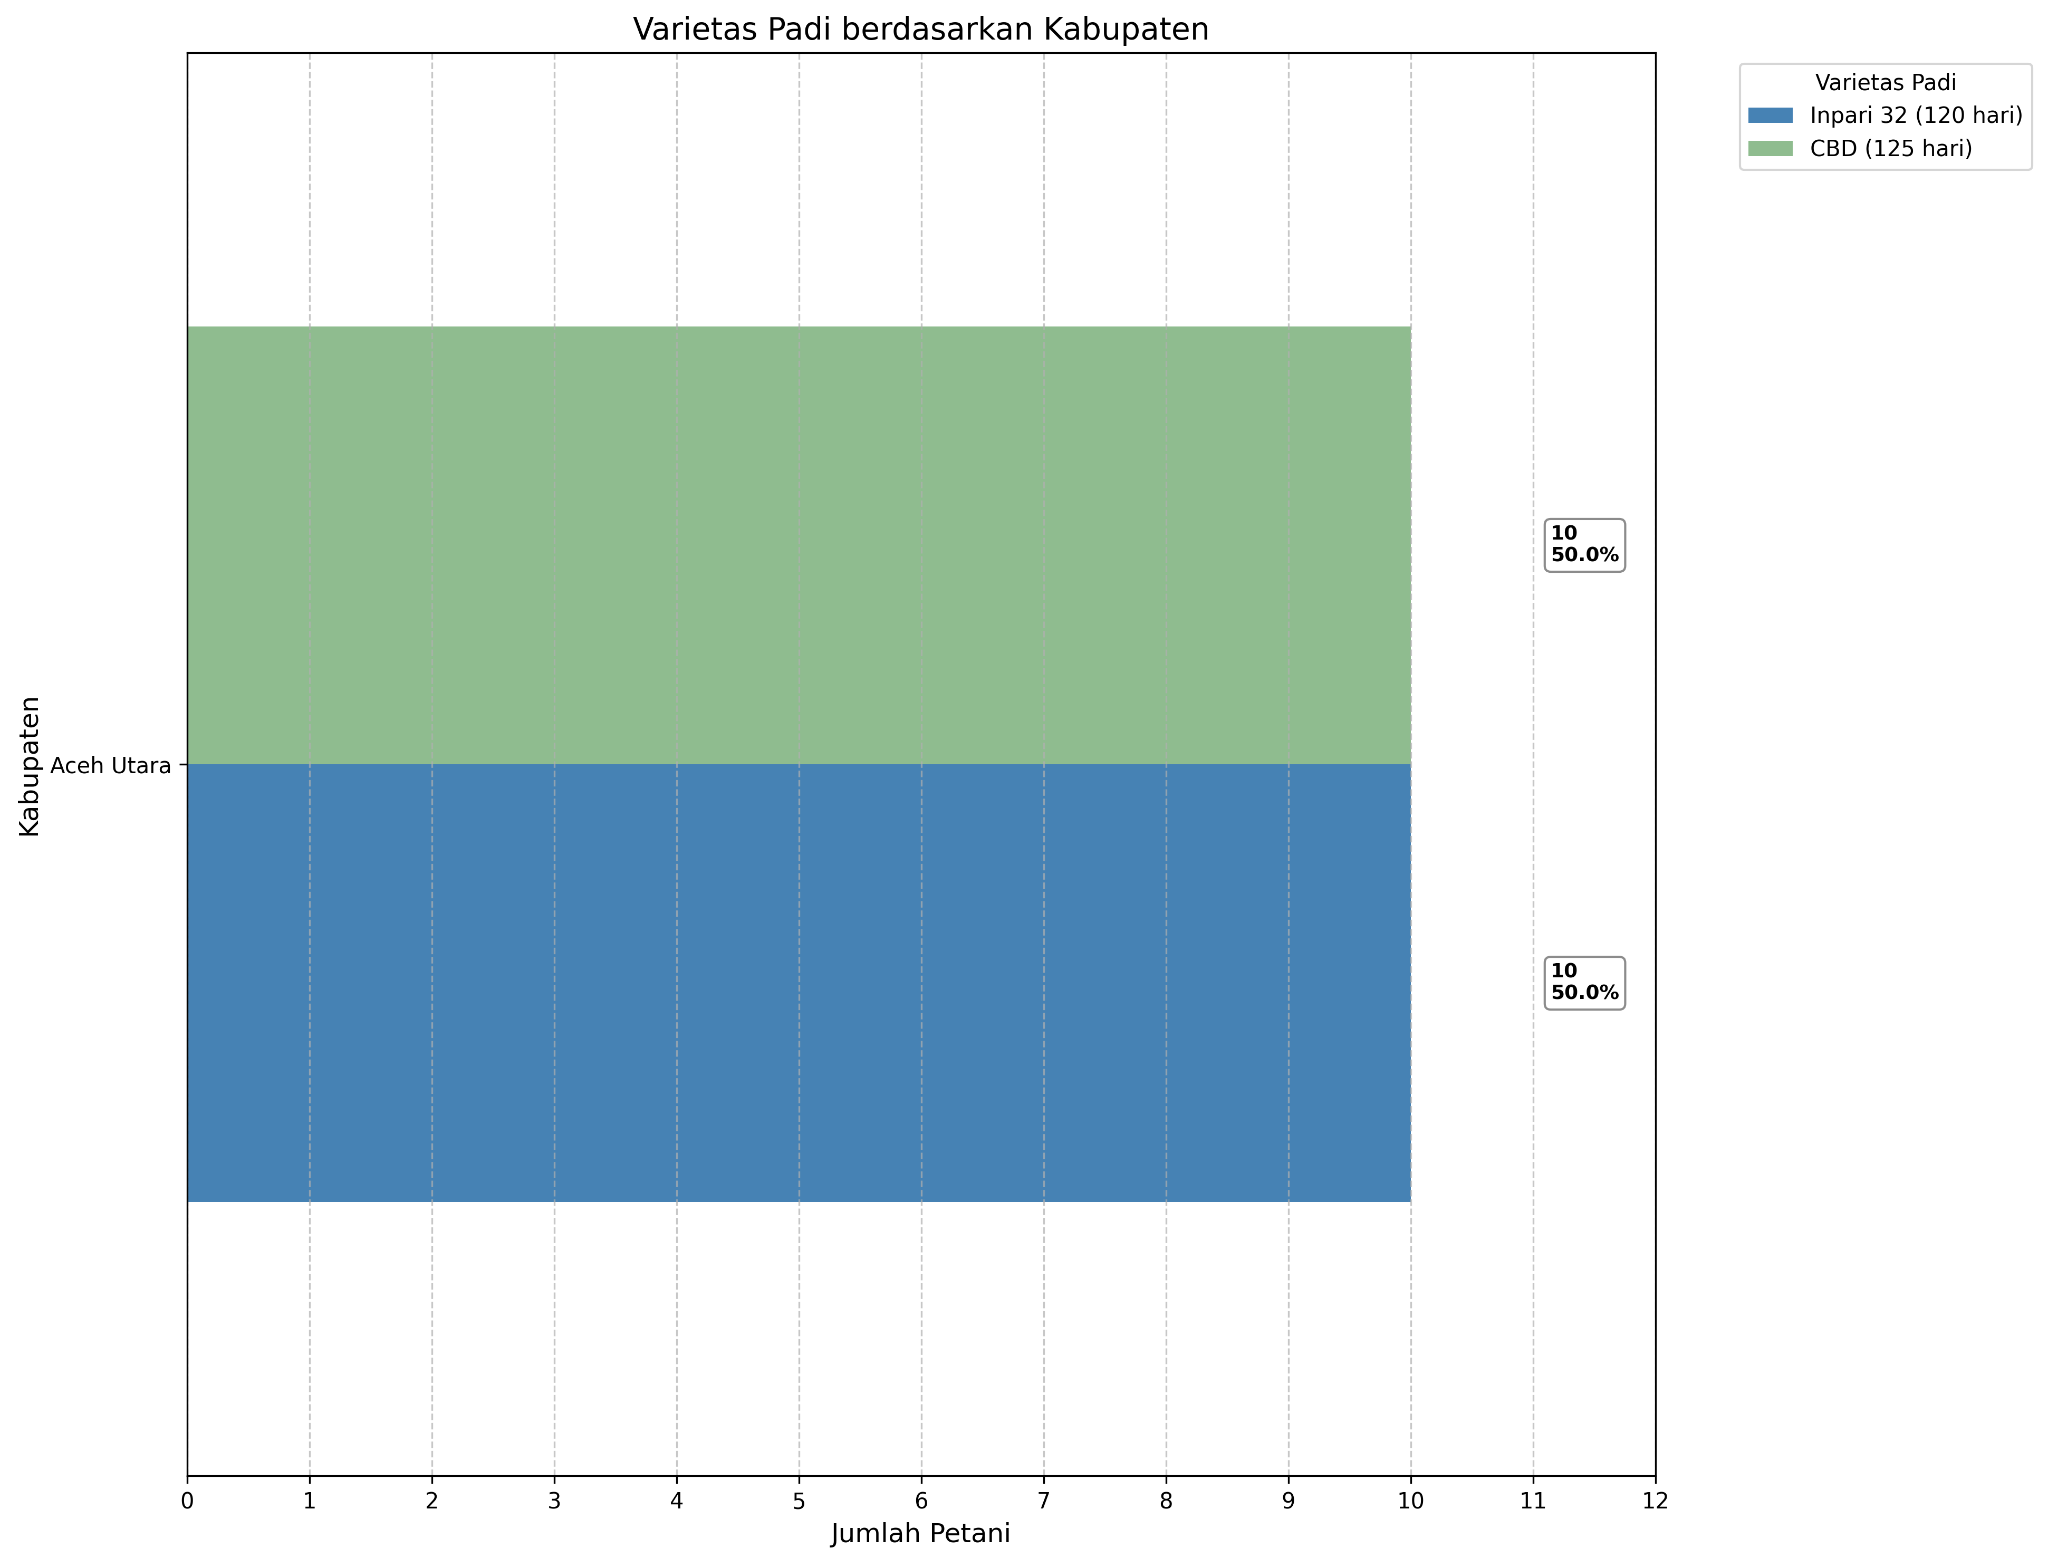 Varietas Padi berdasarkan Kabupaten
Varietas Padi
Inpari 32 (120 hari)
CBD (125 hari)
10
50.0%
Kabupaten
Aceh Utara
10
50.0%
0 1 2 3 4 5 6 7 8 9 10 11 12
Jumlah Petani